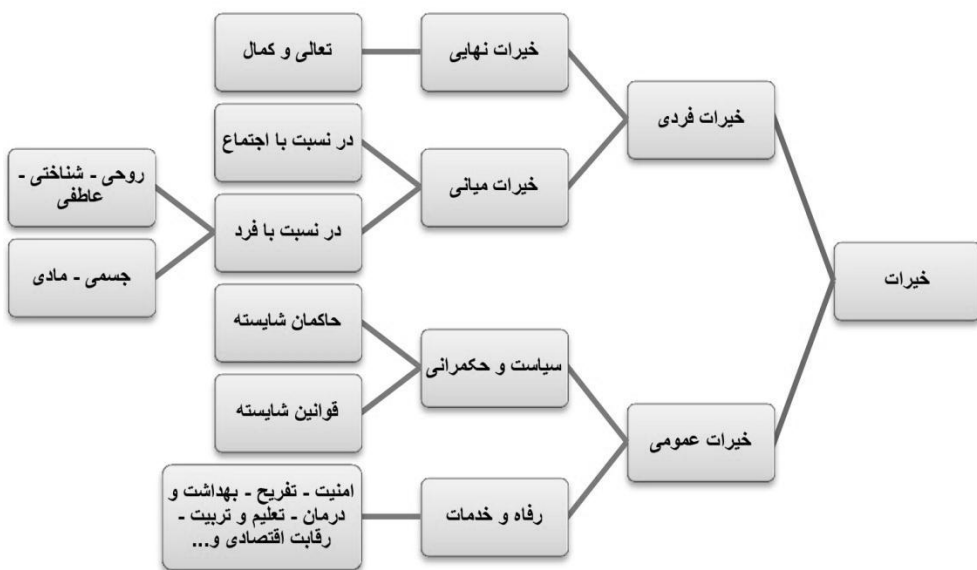 خیرات
خیرات فردی
خیرات نهایی
تعالی و کمال
خیرات میانی
در نسبت با اجتماع
در نسبت با فرد
روحی - شناختی -
عاطفی
جسمی - مادی
خیرات عمومی
سیاست و حکمرانی
حاکمان شایسته
قوانین شایسته
رفاه و خدمات
امنیت - تفریح - بهداشت و
درمان - تعلیم و تربیت -
رقابت اقتصادی و...